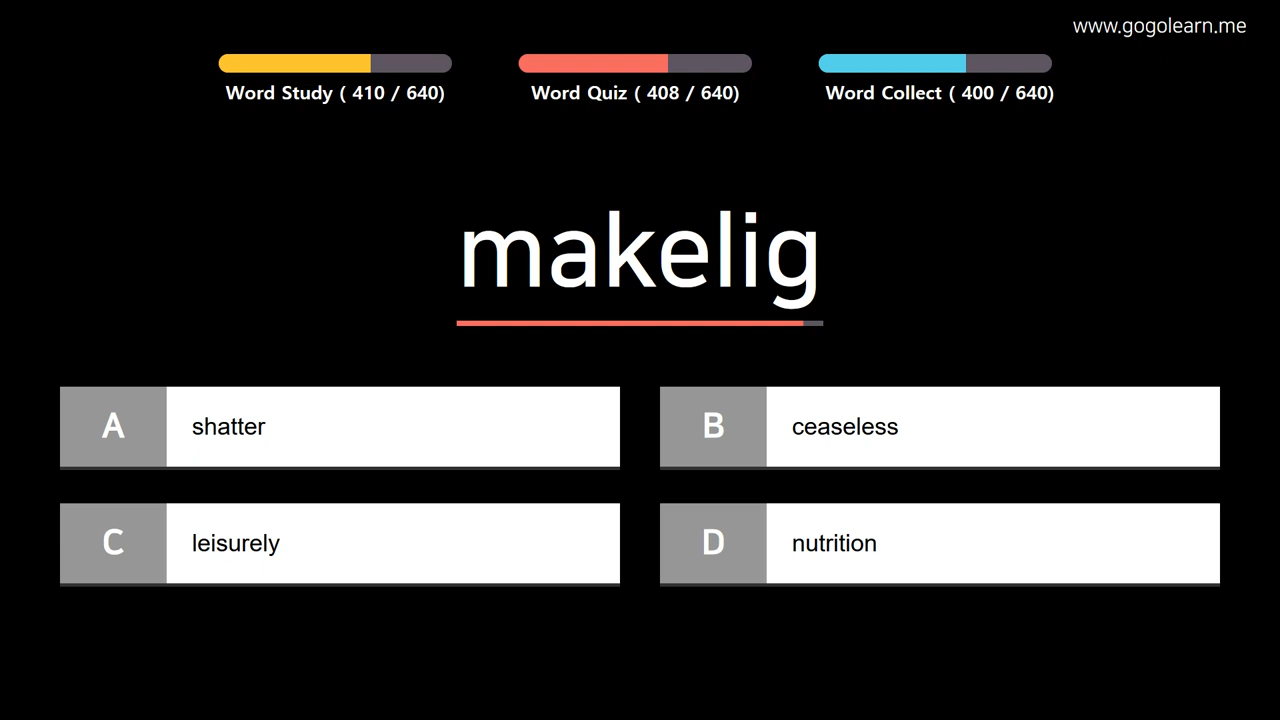 www.gogolearn.me
Word Study ( 410 / 640)
Word Quiz ( 408 / 640)
Word Collect ( 400 / 640)
makelig
A shatter
B ceaseless
C leisurely
D nutrition